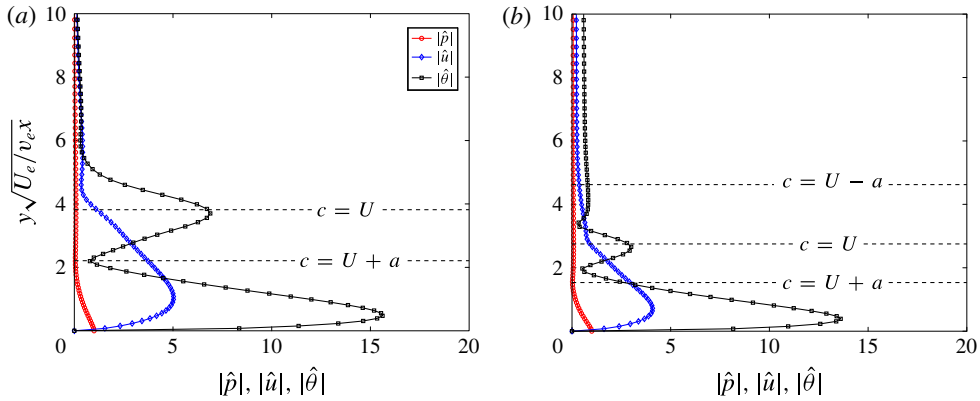 (a)
10
8
6
4
2
0
y√U_e/ν_e x
|p̂|
|û|
|θ̂|
c = U
c = U + a
0 5 10 15 20
|p̂|, |û|, |θ̂|
(b)
10
8
6
4
2
0
c = U − a
c = U
c = U + a
0 5 10 15 20
|p̂|, |û|, |θ̂|